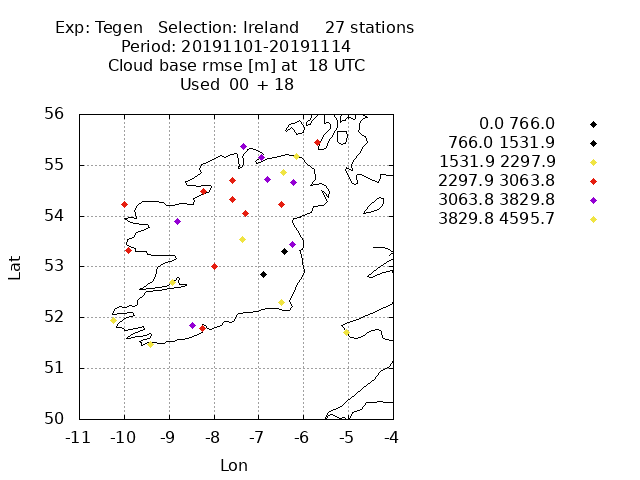 Exp: Tegen Selection: Ireland 27 stations
Period: 20191101-20191114
Cloud base rmse [m] at 18 UTC
Used 00 + 18
56
55
54
53
52
51
50
-11 -10 -9 -8 -7 -6 -5 -4
Lat
Lon
0.0 766.0
766.0 1531.9
1531.9 2297.9
2297.9 3063.8
3063.8 3829.8
3829.8 4595.7